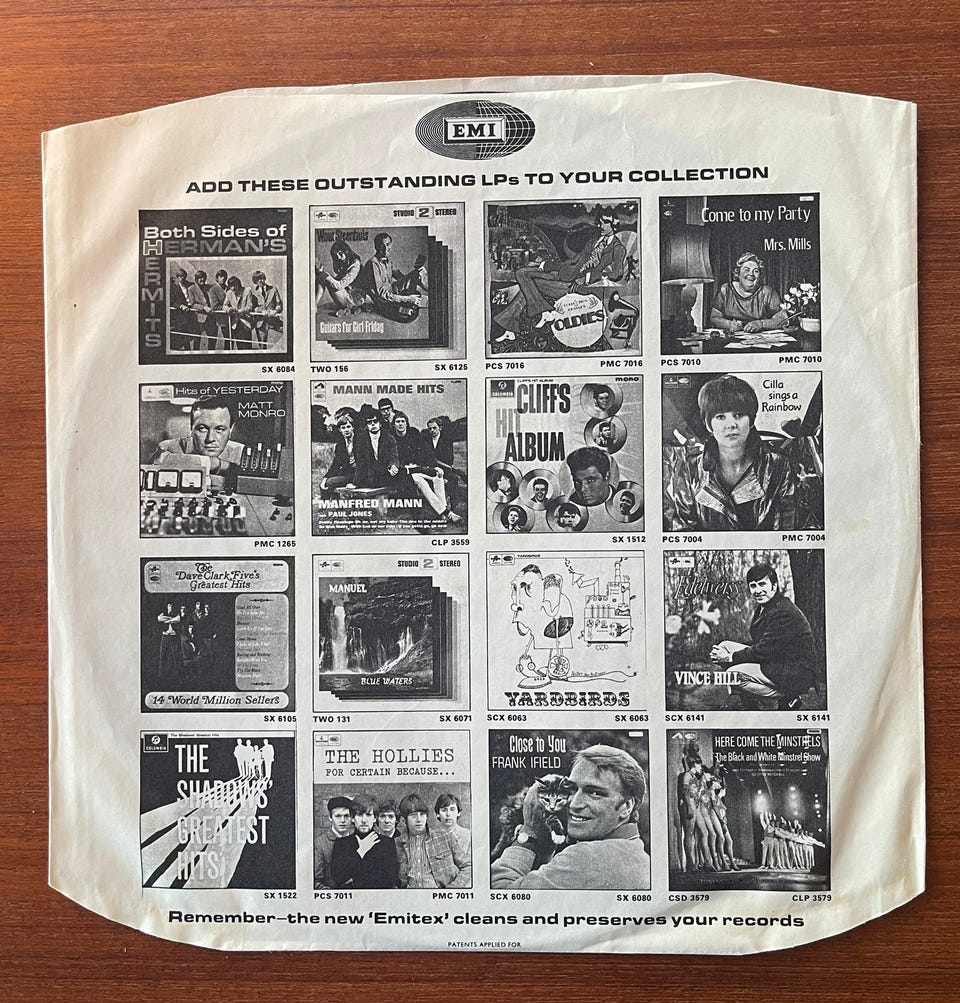 EMI
ADD THESE OUTSTANDING LPs TO YOUR COLLECTION
Both Sides of
HERMAN'S
HERMITS
SX 6084
STUDIO 2 STEREO
Guitars for Girl Friday
TWO 156 SX 6125
OLDIES
PCS 7016 PMC 7016
Come to my Party
Mrs. Mills
PCS 7010 PMC 7010
Hits of YESTERDAY
MATT
MONRO
PMC 1265
MANN MADE HITS
MANFRED MANN
PAUL JONES
CLP 3559
COLUMBIA
CLIFF'S HIT ALBUM
mono
CLIFFS
HIT
ALBUM
SX 1512
Cilla
sings a
Rainbow
PCS 7004 PMC 7004
The
Dave Clark Five's
Greatest Hits
14 World Million Sellers
SX 6105
STUDIO 2 STEREO
MANUEL
BLUE WATERS
TWO 131 SX 6071
YARDBIRDS
YARDBIRDS
SCX 6063 SX 6063
VINCE HILL
SCX 6141 SX 6141
COLUMBIA
The Shadows' Greatest Hits
THE
SHADOWS'
GREATEST
HITS
SX 1522
THE HOLLIES
FOR CERTAIN BECAUSE...
PCS 7011 PMC 7011
Close to You
FRANK IFIELD
SCX 6080 SX 6080
HERE COME THE MINSTRELS
The Black and White Minstrel Show
CSD 3579 CLP 3579
Remember—the new 'Emitex' cleans and preserves your records
PATENTS APPLIED FOR